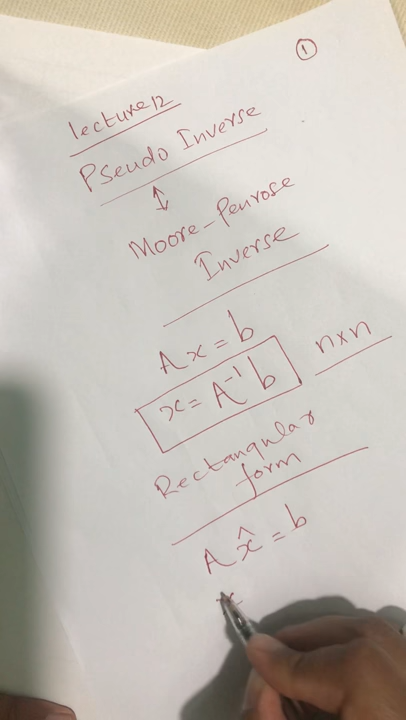 ①
lecture 12
Pseudo Inverse
↕
Moore-Penrose
Inverse
Ax = b
x = A⁻¹b n×n
Rectangular
form
Ax̂ = b
x